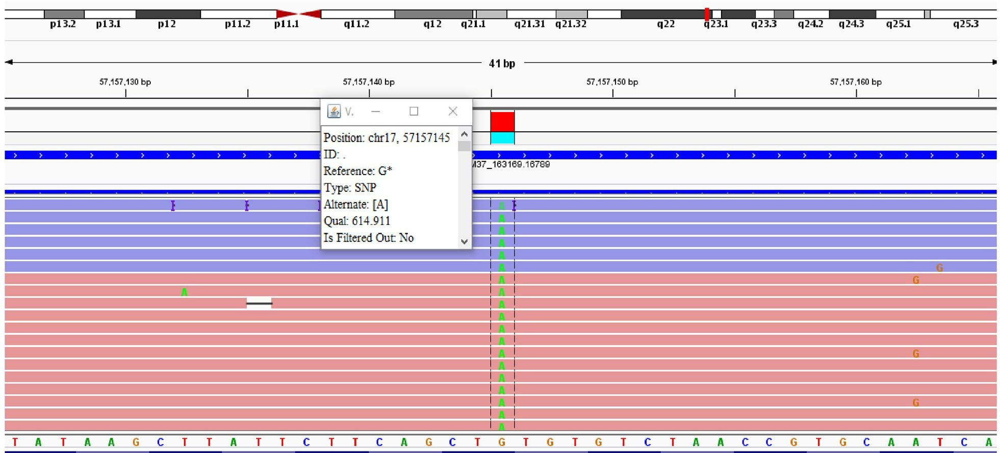 p13.2 p13.1 p12 p11.2 p11.1 q11.2 q12 q21.1 q21.31 q21.32 q22 q23.1 q23.3 q24.2 q24.3 q25.1 q25.3
41 bp
57,157,130 bp 57,157,140 bp 57,157,150 bp 57,157,160 bp
V.
Position: chr17, 57157145
ID: .
Reference: G*
Type: SNP
Alternate: [A]
Qual: 614.911
Is Filtered Out: No
M37_163169.16789
A
A
A
A
A
A G
A G
A A
A
A
A
A
A G
A
A
A
A G
A
A
T A T A A G C T T A T T C T T C A G C T G T G T G T C T A A C C G T G C A A T C A